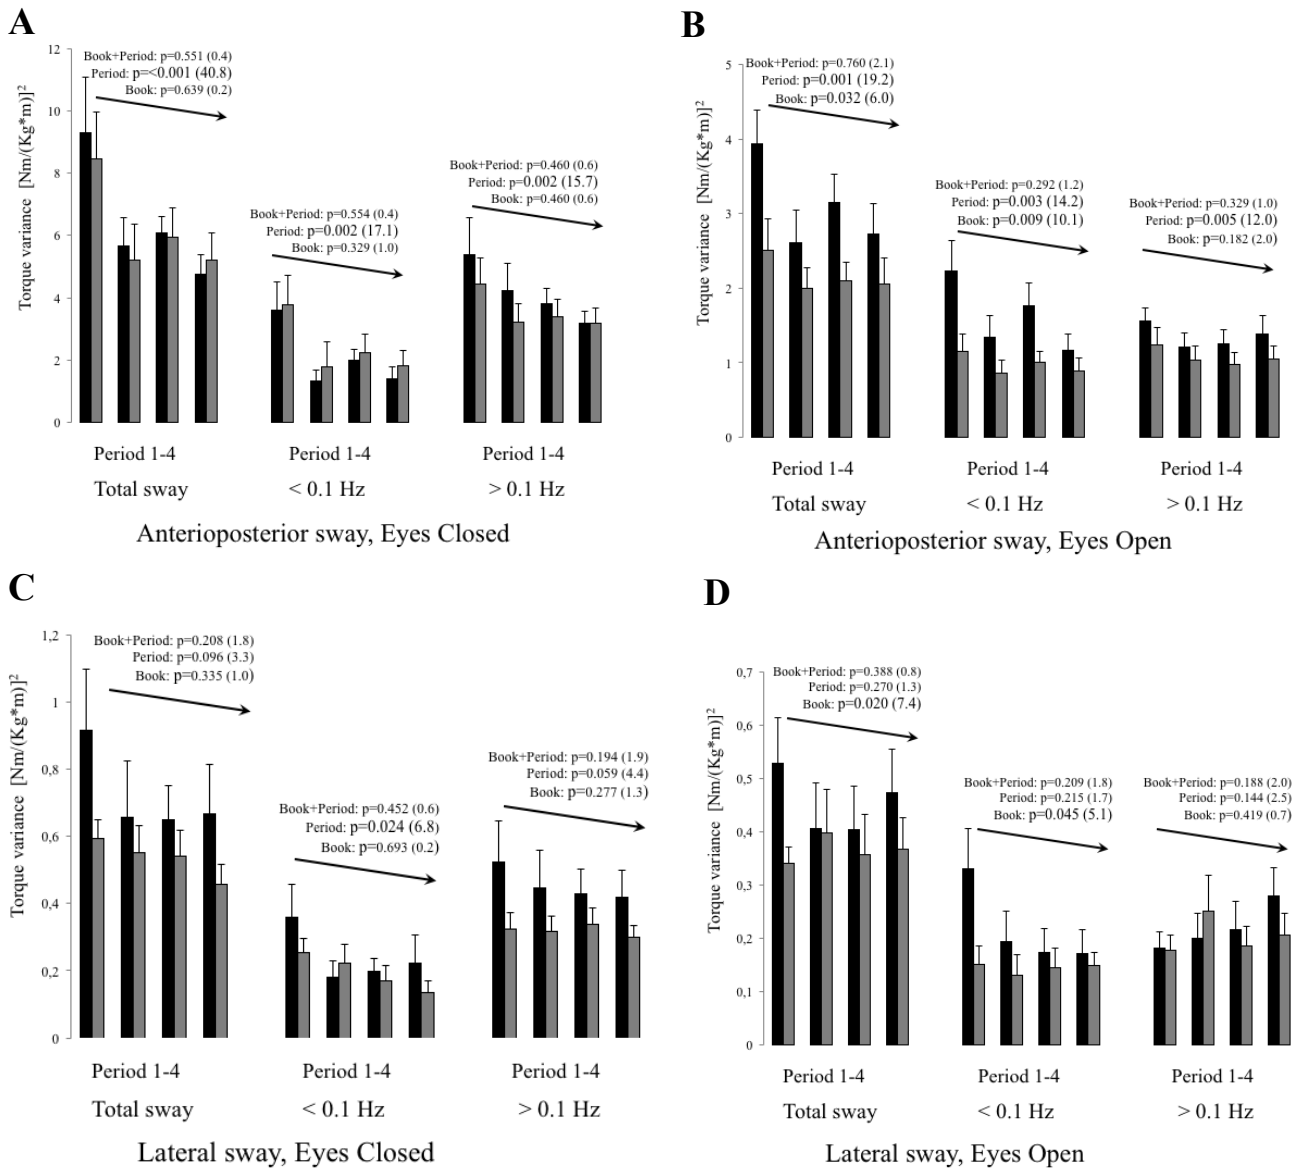 A
Torque variance [Nm/(Kg*m)]²
12
10
8
6
4
2
0
Book+Period: p=0.551 (0.4)
Period: p=<0.001 (40.8)
Book: p=0.639 (0.2)
Book+Period: p=0.554 (0.4)
Period: p=0.002 (17.1)
Book: p=0.329 (1.0)
Book+Period: p=0.460 (0.6)
Period: p=0.002 (15.7)
Book: p=0.460 (0.6)
Period 1-4 Period 1-4 Period 1-4
Total sway < 0.1 Hz > 0.1 Hz
Anterioposterior sway, Eyes Closed
B
Torque variance [Nm/(Kg*m)]²
5
4
3
2
1
0
Book+Period: p=0.760 (2.1)
Period: p=0.001 (19.2)
Book: p=0.032 (6.0)
Book+Period: p=0.292 (1.2)
Period: p=0.003 (14.2)
Book: p=0.009 (10.1)
Book+Period: p=0.329 (1.0)
Period: p=0.005 (12.0)
Book: p=0.182 (2.0)
Period 1-4 Period 1-4 Period 1-4
Total sway < 0.1 Hz > 0.1 Hz
Anterioposterior sway, Eyes Open
C
Torque variance [Nm/(Kg*m)]²
1,2
1
0,8
0,6
0,4
0,2
0
Book+Period: p=0.208 (1.8)
Period: p=0.096 (3.3)
Book: p=0.335 (1.0)
Book+Period: p=0.452 (0.6)
Period: p=0.024 (6.8)
Book: p=0.693 (0.2)
Book+Period: p=0.194 (1.9)
Period: p=0.059 (4.4)
Book: p=0.277 (1.3)
Period 1-4 Period 1-4 Period 1-4
Total sway < 0.1 Hz > 0.1 Hz
Lateral sway, Eyes Closed
D
Torque variance [Nm/(Kg*m)]²
0,7
0,6
0,5
0,4
0,3
0,2
0,1
0
Book+Period: p=0.388 (0.8)
Period: p=0.270 (1.3)
Book: p=0.020 (7.4)
Book+Period: p=0.209 (1.8)
Period: p=0.215 (1.7)
Book: p=0.045 (5.1)
Book+Period: p=0.188 (2.0)
Period: p=0.144 (2.5)
Book: p=0.419 (0.7)
Period 1-4 Period 1-4 Period 1-4
Total sway < 0.1 Hz > 0.1 Hz
Lateral sway, Eyes Open